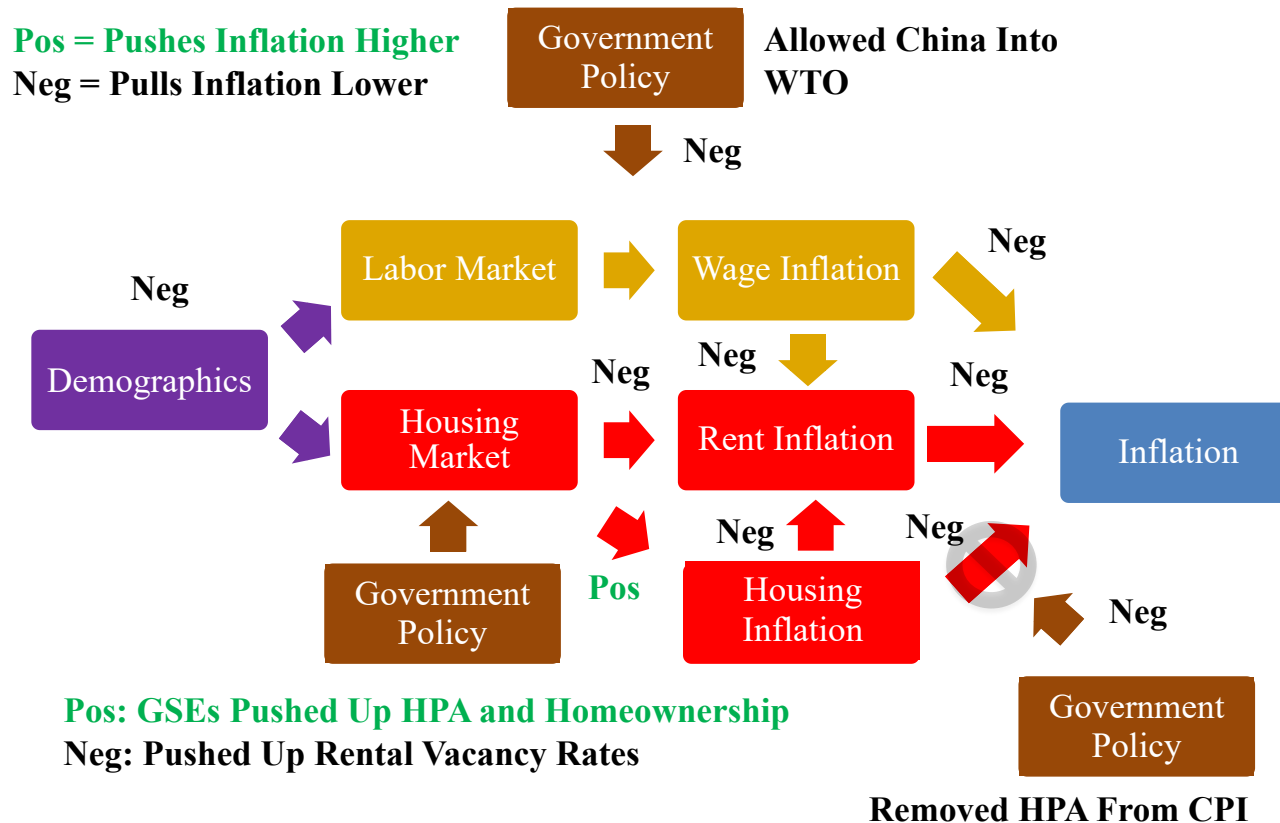 Pos = Pushes Inflation Higher
Neg = Pulls Inflation Lower
Government
Policy
Allowed China Into
WTO
Neg
Labor Market
Wage Inflation
Neg
Neg
Demographics
Neg
Neg
Neg
Housing
Market
Rent Inflation
Inflation
Neg
Neg
Government
Policy
Pos
Housing
Inflation
Neg
Pos: GSEs Pushed Up HPA and Homeownership
Neg: Pushed Up Rental Vacancy Rates
Government
Policy
Removed HPA From CPI